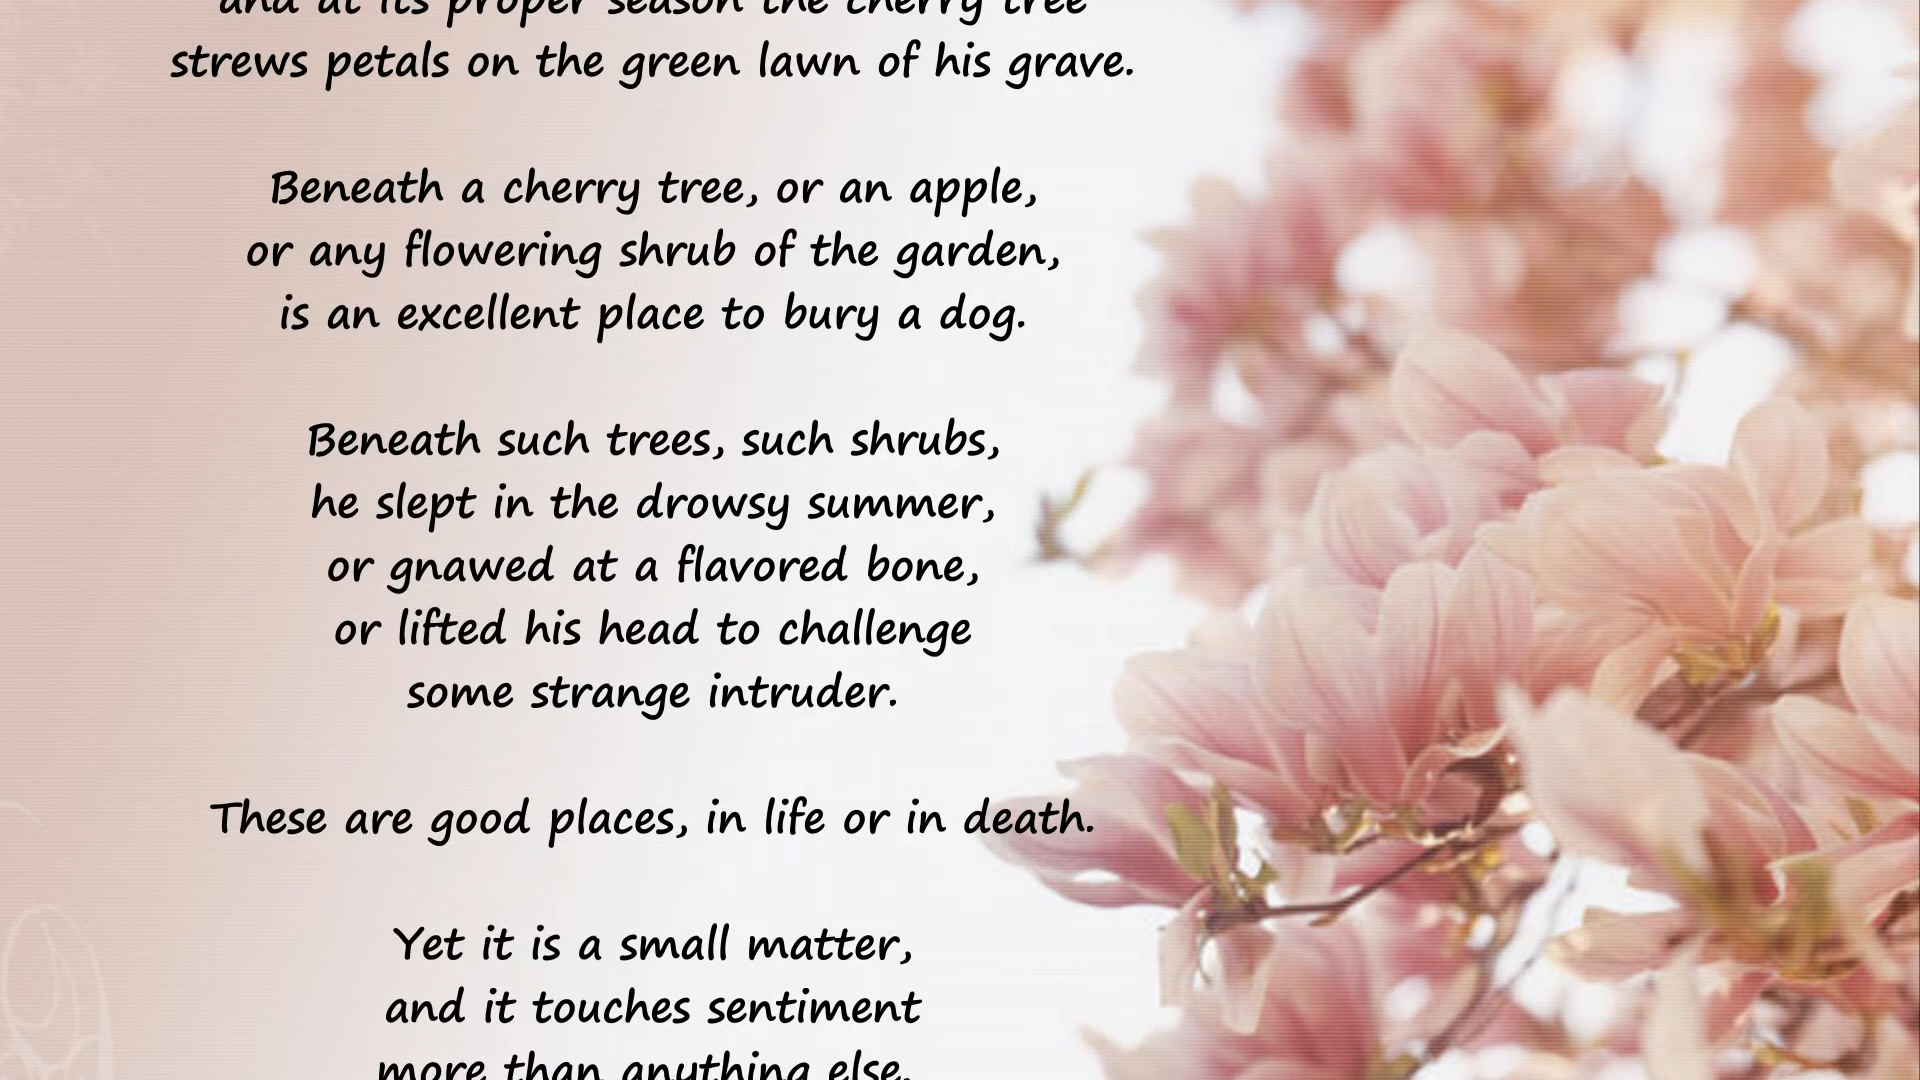 and at its proper season the cherry tree
strews petals on the green lawn of his grave.
Beneath a cherry tree, or an apple,
or any flowering shrub of the garden,
is an excellent place to bury a dog.
Beneath such trees, such shrubs,
he slept in the drowsy summer,
or gnawed at a flavored bone,
or lifted his head to challenge
some strange intruder.
These are good places, in life or in death.
Yet it is a small matter,
and it touches sentiment
more than anything else.